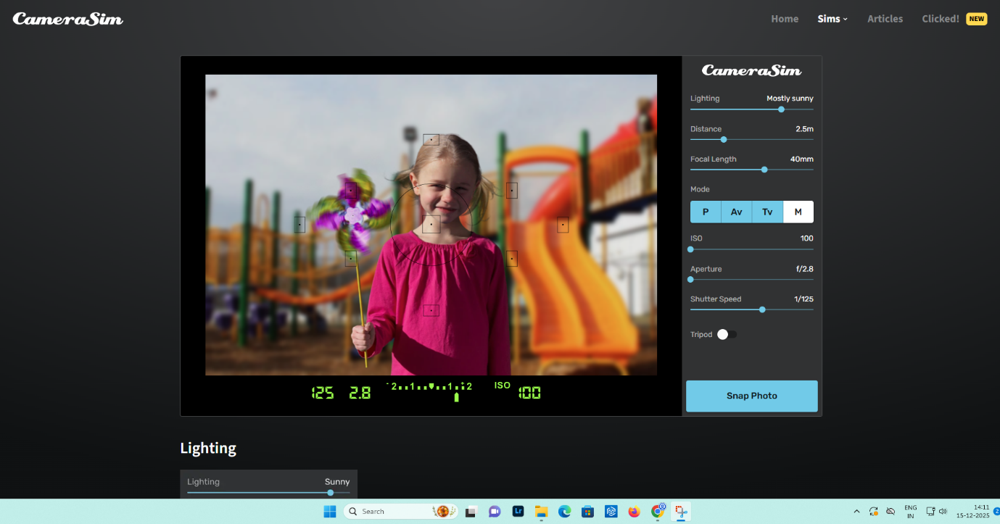 CameraSim
Home Sims Articles Clicked! NEW
CameraSim
Lighting Mostly sunny
Distance 2.5m
Focal Length 40mm
Mode
P Av Tv M
ISO 100
Aperture f/2.8
Shutter Speed 1/125
Tripod
Snap Photo
125 2.8 -2..1..▼..1..+2 ISO 100
Lighting
Lighting Sunny
Search
Lr
ENG
IN
14:11
15-12-2025
2